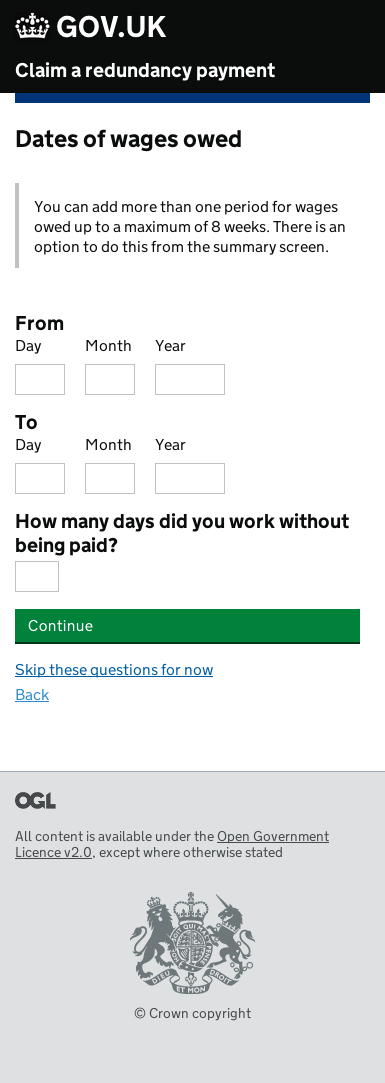 GOV.UK
Claim a redundancy payment
Dates of wages owed
You can add more than one period for wages
owed up to a maximum of 8 weeks. There is an
option to do this from the summary screen.
From
Day Month Year
To
Day Month Year
How many days did you work without
being paid?
Continue
Skip these questions for now
Back
OGL
All content is available under the Open Government
Licence v2.0, except where otherwise stated
DIEU ET MON DROIT
© Crown copyright